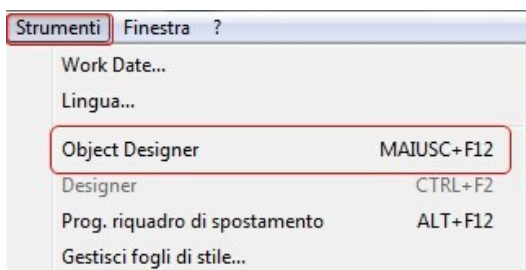 Strumenti Finestra ?
Work Date...
Lingua...
Object Designer MAIUSC+F12
Designer CTRL+F2
Prog. riquadro di spostamento ALT+F12
Gestisci fogli di stile...